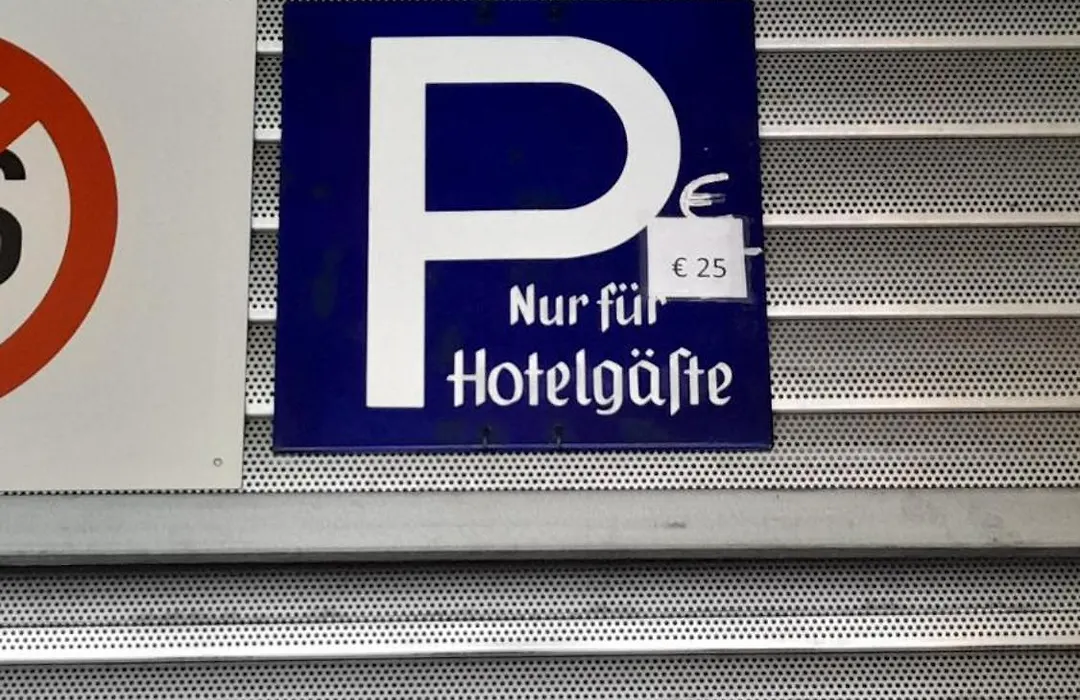 P
€
€ 25
Nur für
Hotelgäſte